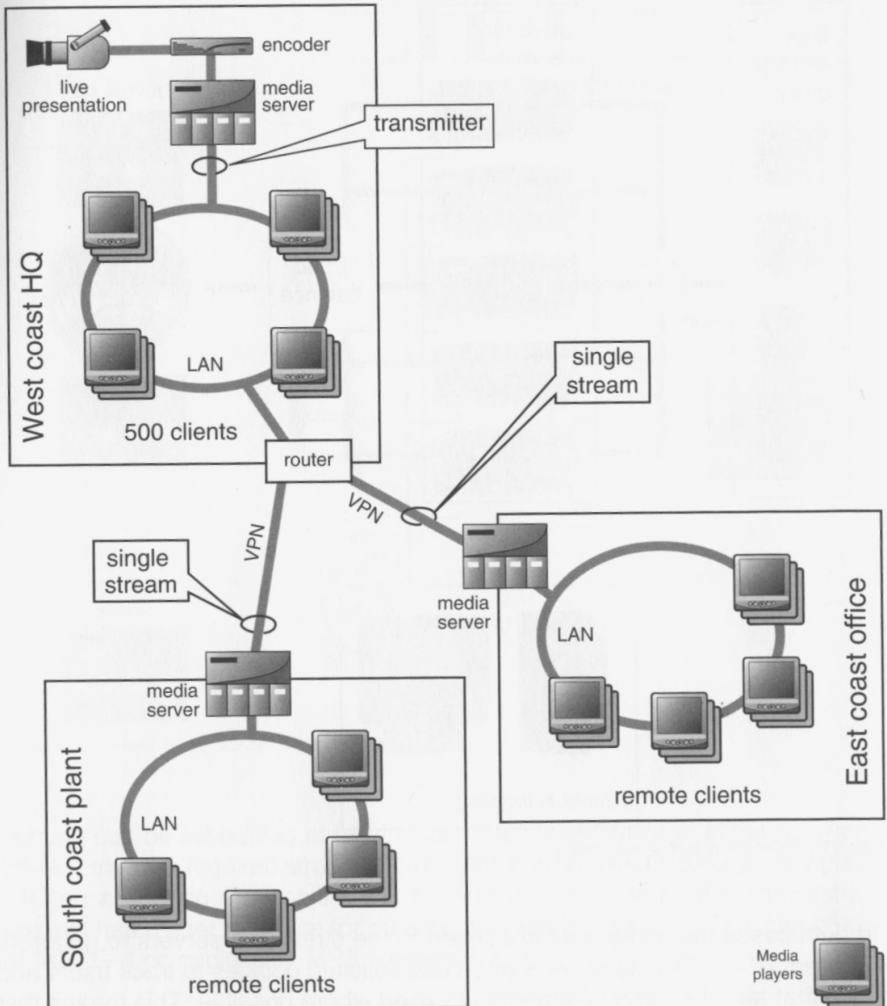 encoder
live
presentation
media
server
transmitter
West coast HQ
LAN
500 clients
single
stream
router
VPN
VPN
single
stream
media
server
LAN
East coast office
remote clients
media
server
South coast plant
LAN
remote clients
Media
players